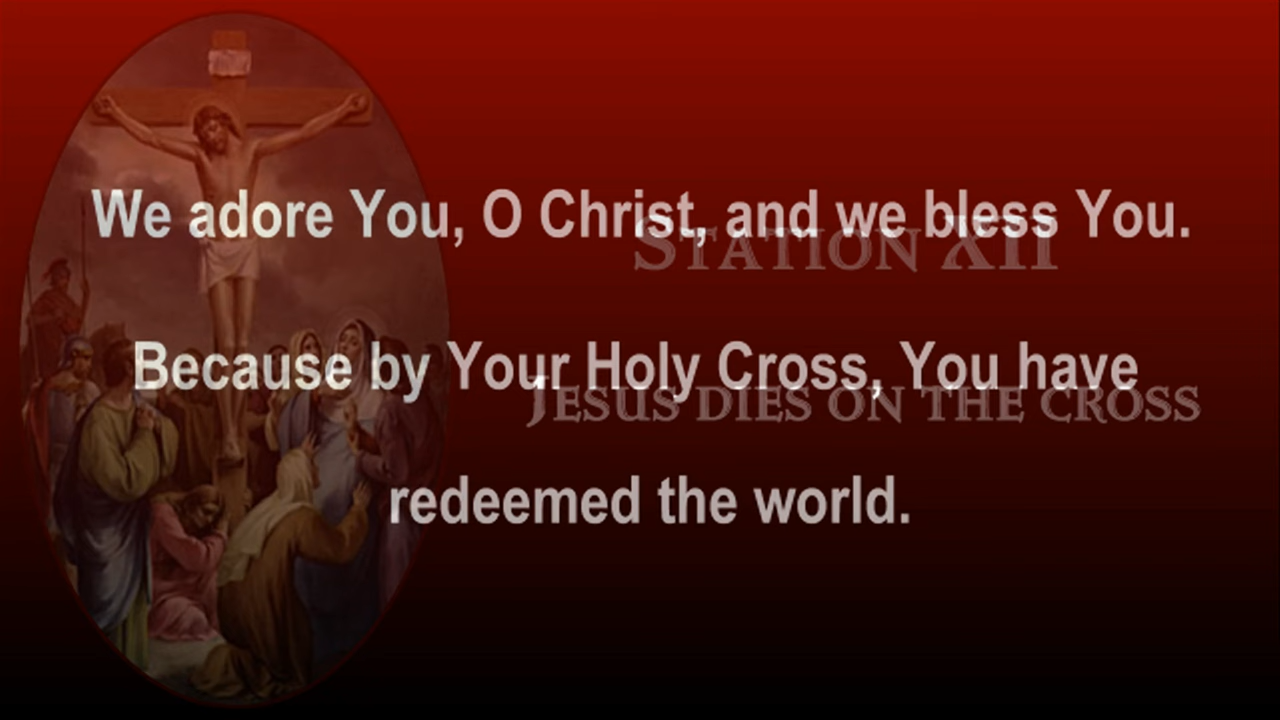 We adore You, O Christ, and we bless You.
STATION XII
Because by Your Holy Cross, You have
JESUS DIES ON THE CROSS
redeemed the world.